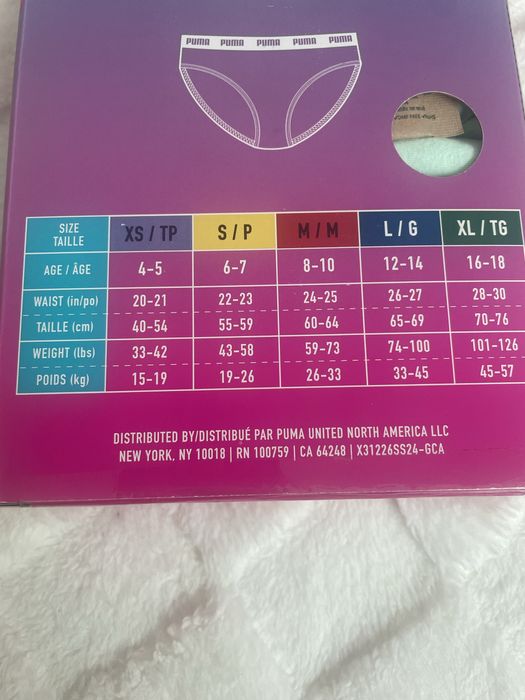 PUMA PUMA PUMA PUMA PUMA
SIZE TAILLE XS / TP S / P M / M L / G XL / TG
AGE / ÂGE 4-5 6-7 8-10 12-14 16-18
WAIST (in/po) 20-21 22-23 24-25 26-27 28-30
TAILLE (cm) 40-54 55-59 60-64 65-69 70-76
WEIGHT (lbs) 33-42 43-58 59-73 74-100 101-126
POIDS (kg) 15-19 19-26 26-33 33-45 45-57
DISTRIBUTED BY/DISTRIBUÉ PAR PUMA UNITED NORTH AMERICA LLC
NEW YORK, NY 10018 | RN 100759 | CA 64248 | X31226SS24-GCA